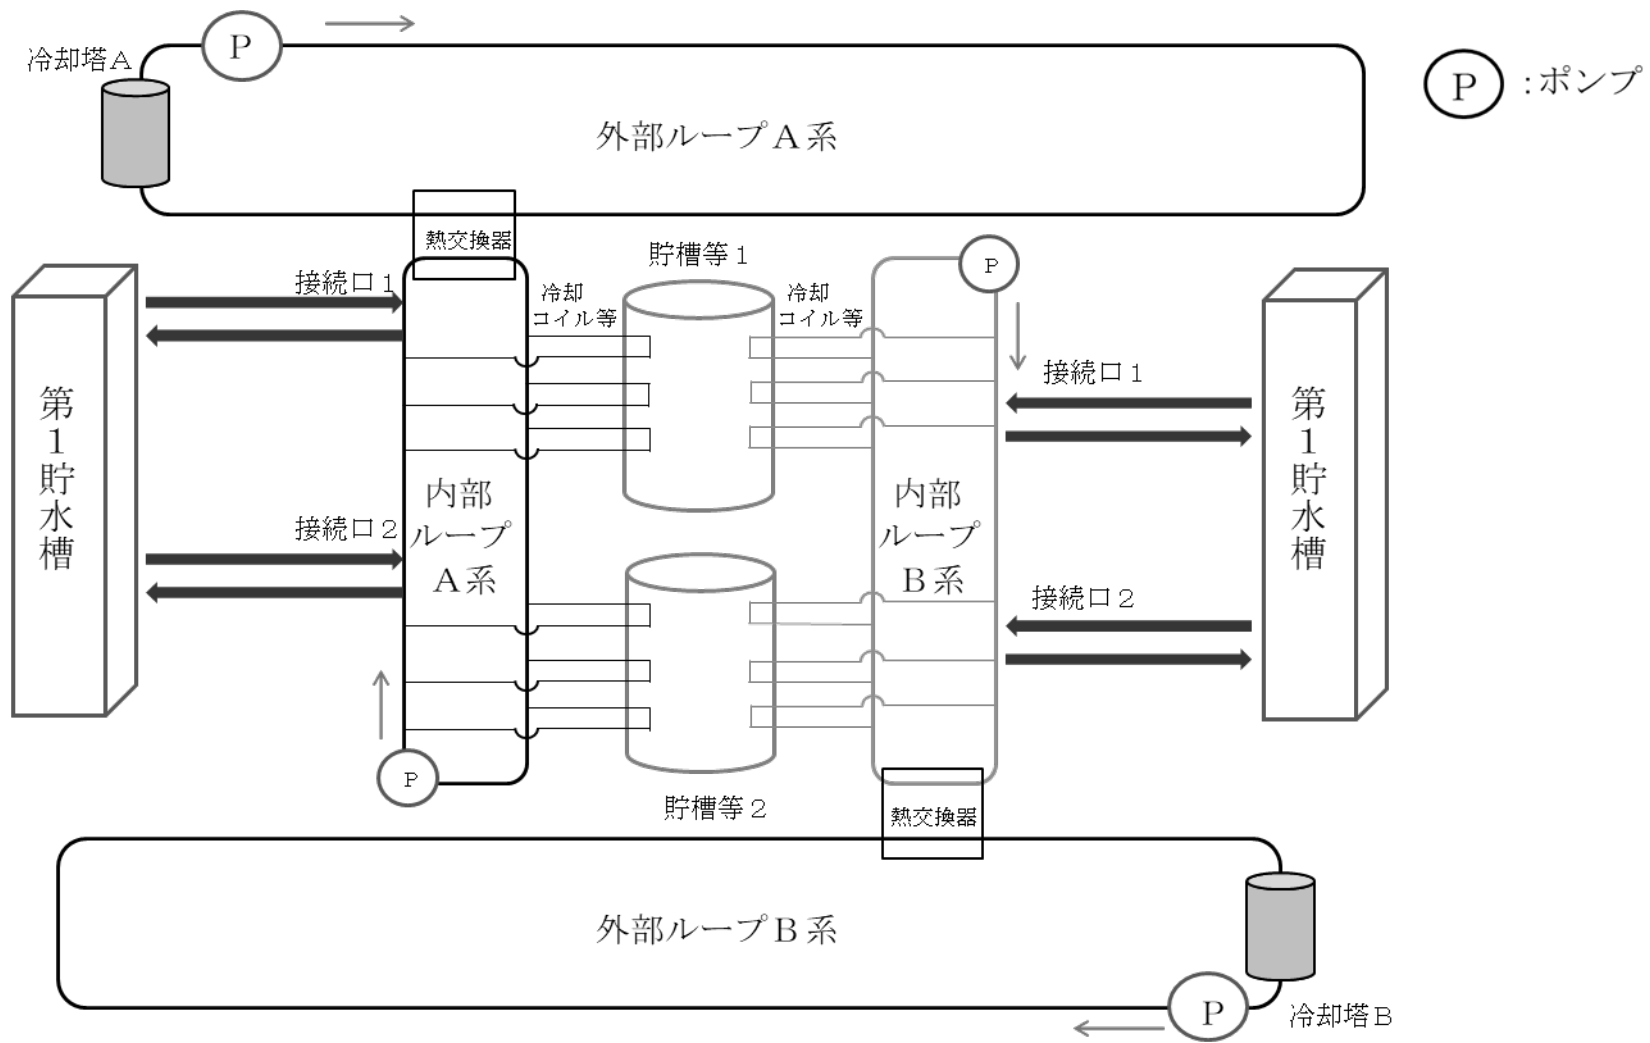 冷却塔A
P
P
:ポンプ
外部ループA系
熱交換器
貯槽等1
P
接続口1
冷却
コイル等
冷却
コイル等
接続口1
第1貯水槽
第1貯水槽
内部
ループ
A系
内部
ループ
B系
接続口2
接続口2
P
貯槽等2
熱交換器
外部ループB系
P
冷却塔B